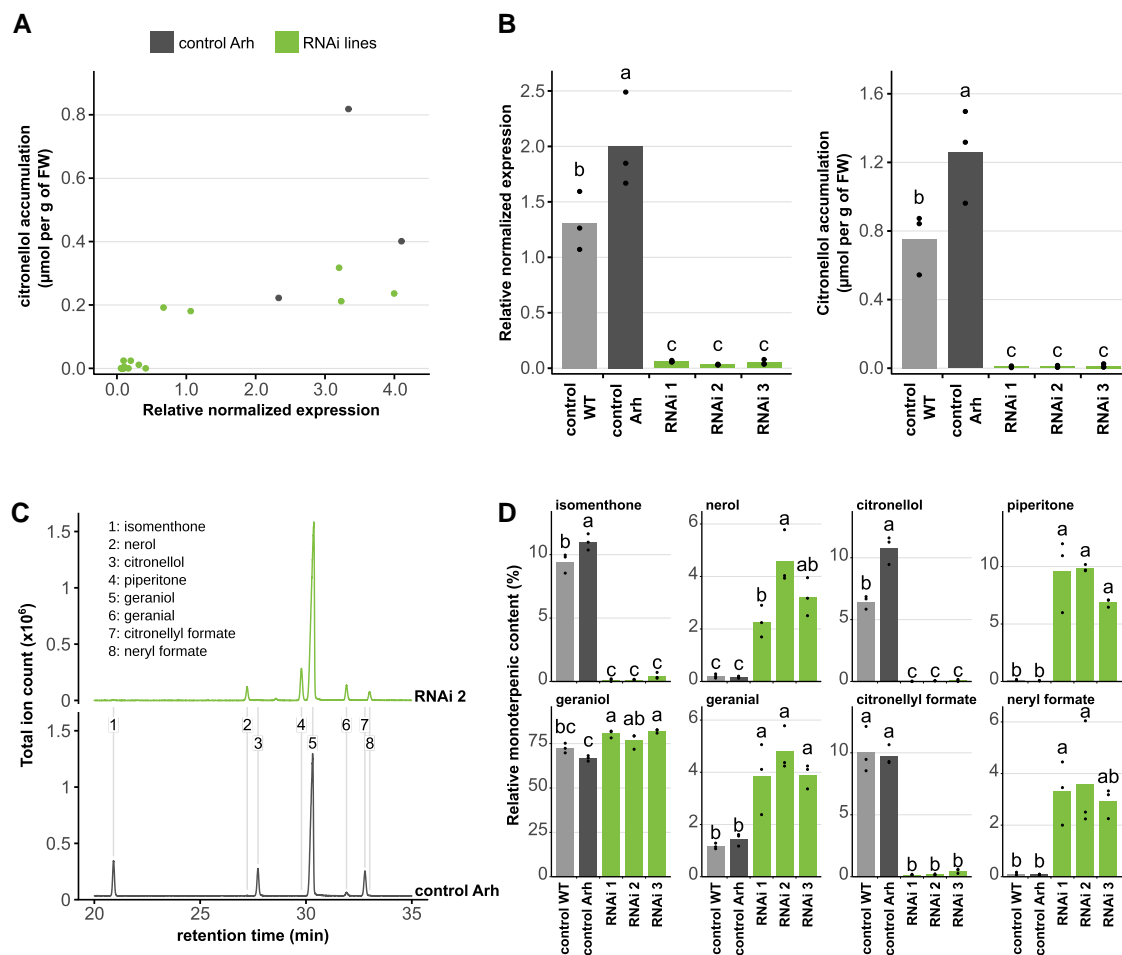 A
control Arh
RNAi lines
citronellol accumulation
(µmol per g of FW)
0.8
0.6
0.4
0.2
0.0
0.0
1.0
2.0
3.0
4.0
Relative normalized expression
B
Relative normalized expression
2.5
2.0
1.5
1.0
0.5
0.0
b
a
c
c
c
control
WT
control
Arh
RNAi 1
RNAi 2
RNAi 3
Citronellol accumulation
(µmol per g of FW)
1.6
1.2
0.8
0.4
0.0
b
a
c
c
c
control
WT
control
Arh
RNAi 1
RNAi 2
RNAi 3
C
Total ion count (x10⁶)
1.5
1
0.5
0
1: isomenthone
2: nerol
3: citronellol
4: piperitone
5: geraniol
6: geranial
7: citronellyl formate
8: neryl formate
RNAi 2
1
2
3
4
5
6
7
8
1.5
1
0.5
0
control Arh
20
25
30
35
retention time (min)
D
Relative monoterpenic content (%)
isomenthone
10
5
0
b
a
c
c
c
nerol
6
4
2
0
c
c
b
a
ab
citronellol
10
5
0
b
a
c
c
c
piperitone
10
5
0
b
b
a
a
a
geraniol
75
50
25
0
bc
c
a
ab
a
geranial
6
4
2
0
b
b
a
a
a
citronellyl formate
15
10
5
0
a
a
b
b
b
neryl formate
6
4
2
0
b
b
a
a
ab
control WT
control Arh
RNAi 1
RNAi 2
RNAi 3
control WT
control Arh
RNAi 1
RNAi 2
RNAi 3
control WT
control Arh
RNAi 1
RNAi 2
RNAi 3
control WT
control Arh
RNAi 1
RNAi 2
RNAi 3